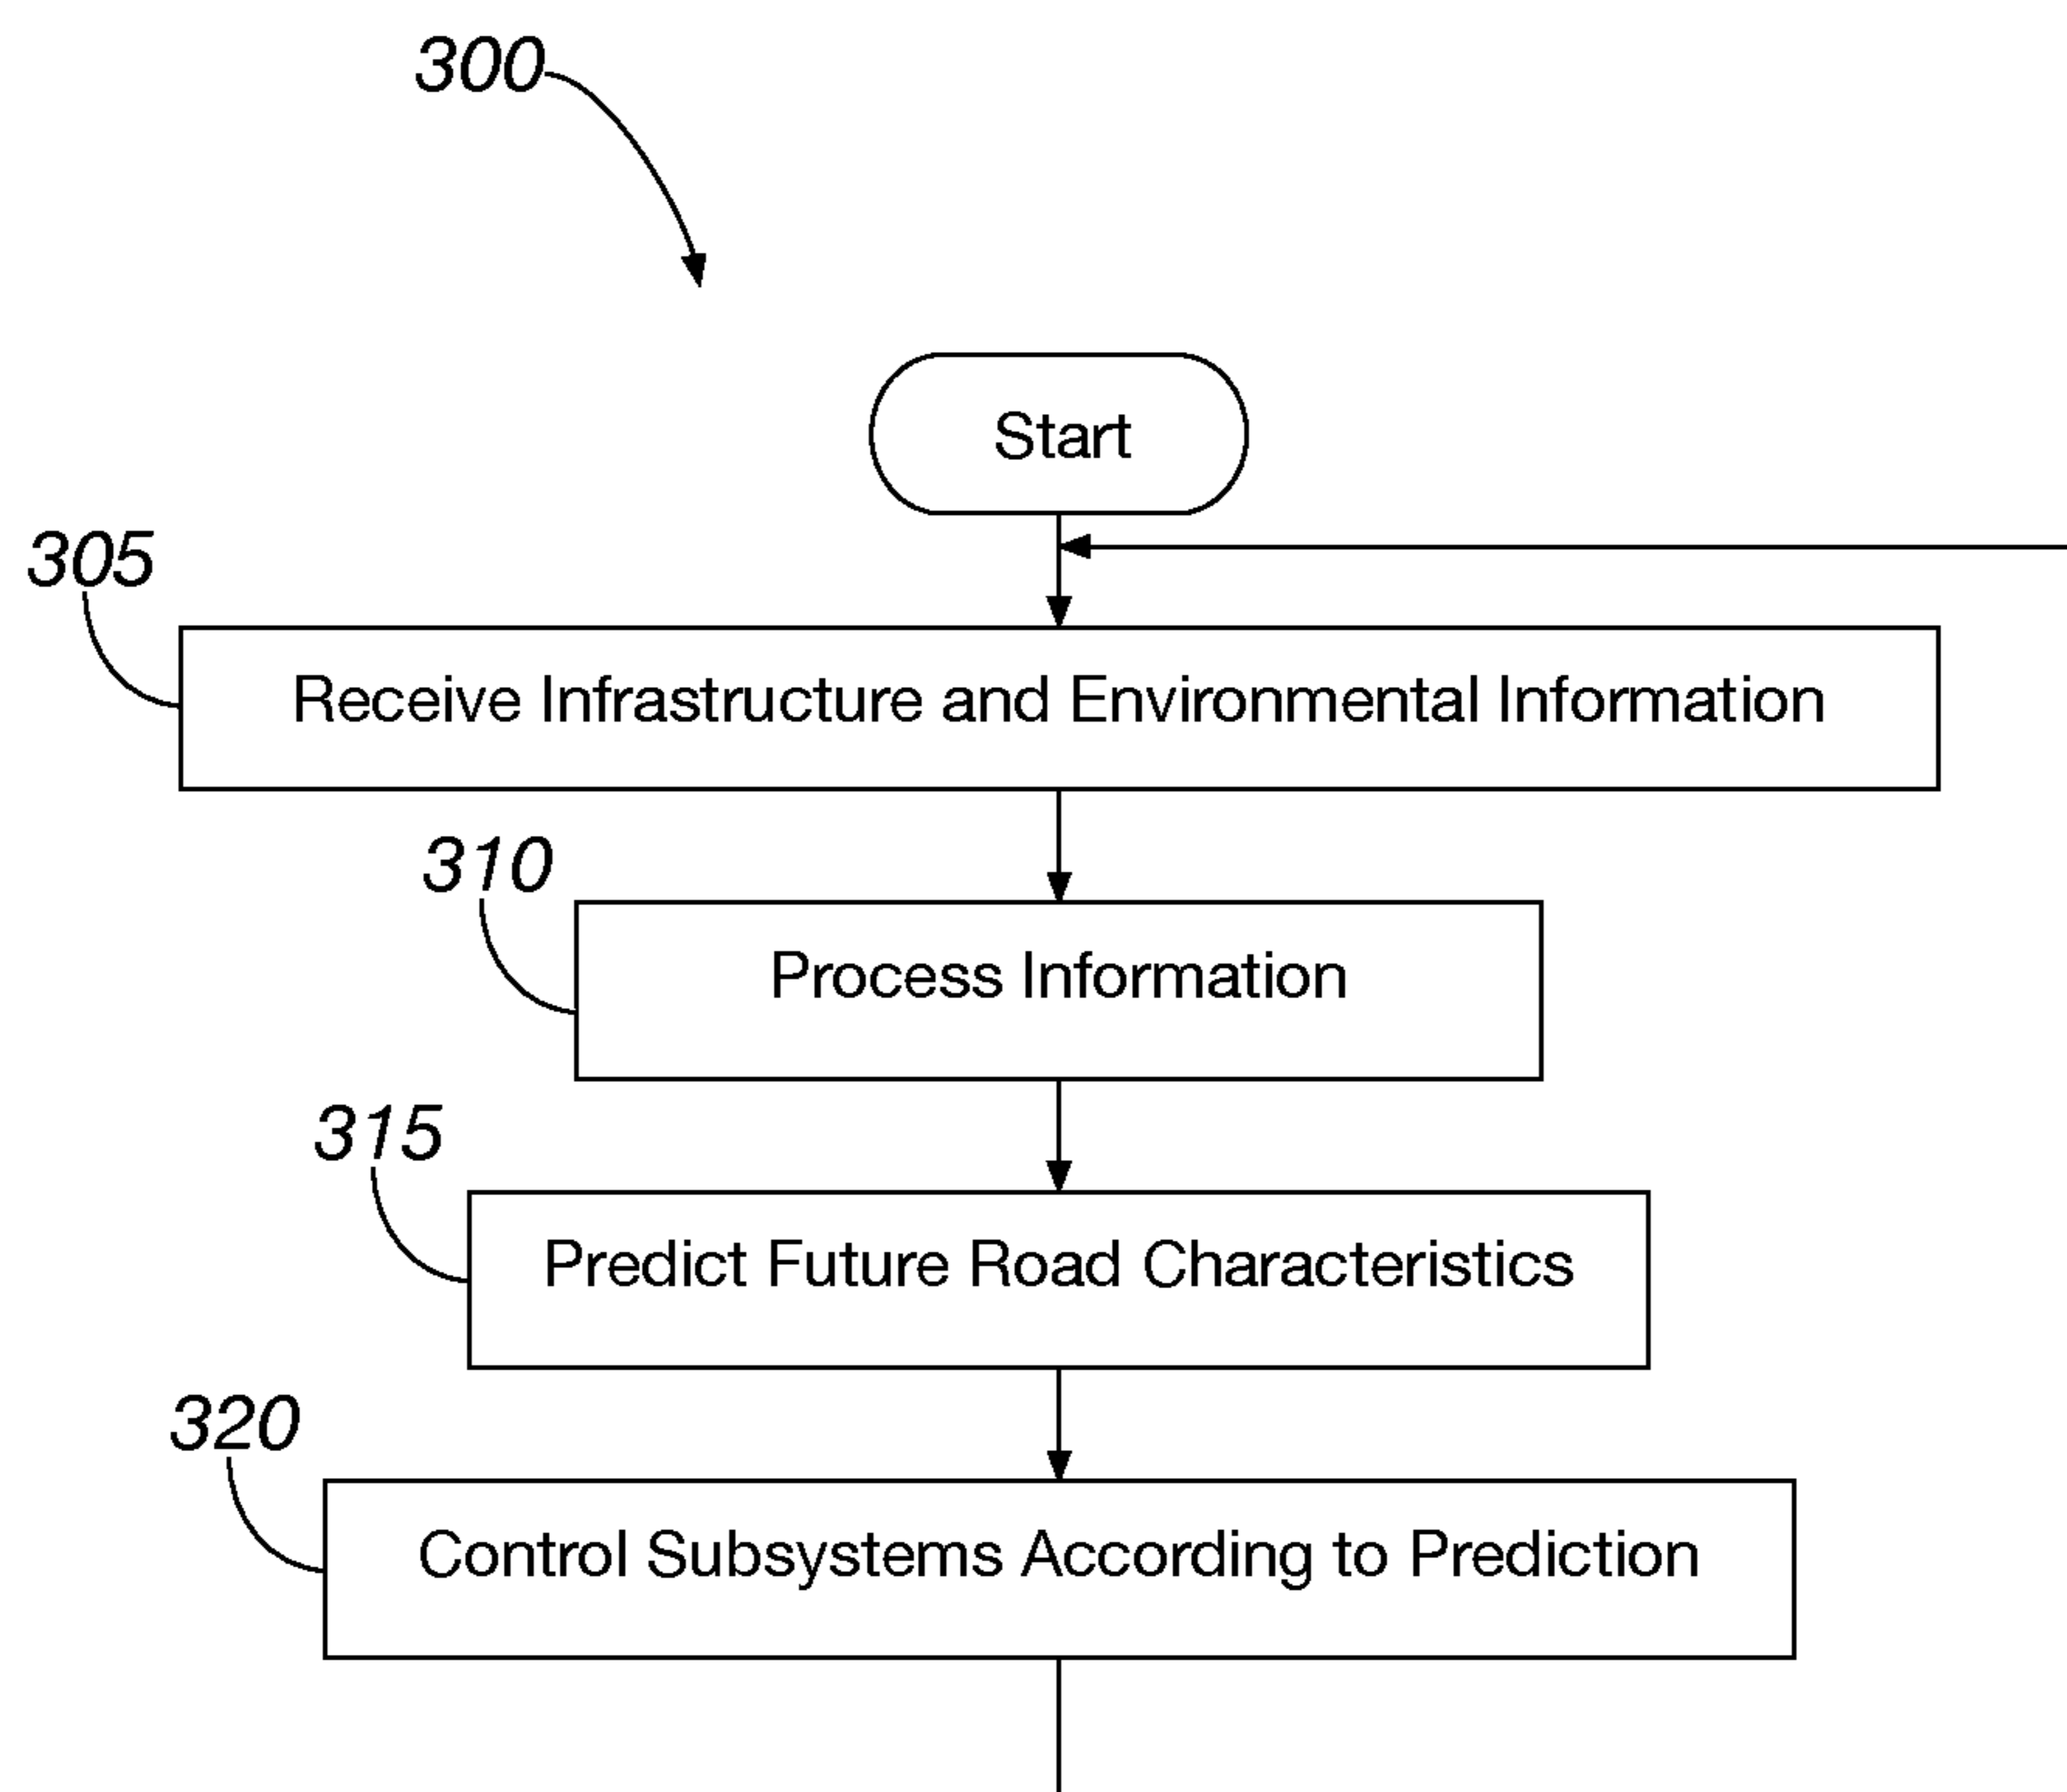 300
Start
305
Receive Infrastructure and Environmental Information
310
Process Information
315
Predict Future Road Characteristics
320
Control Subsystems According to Prediction